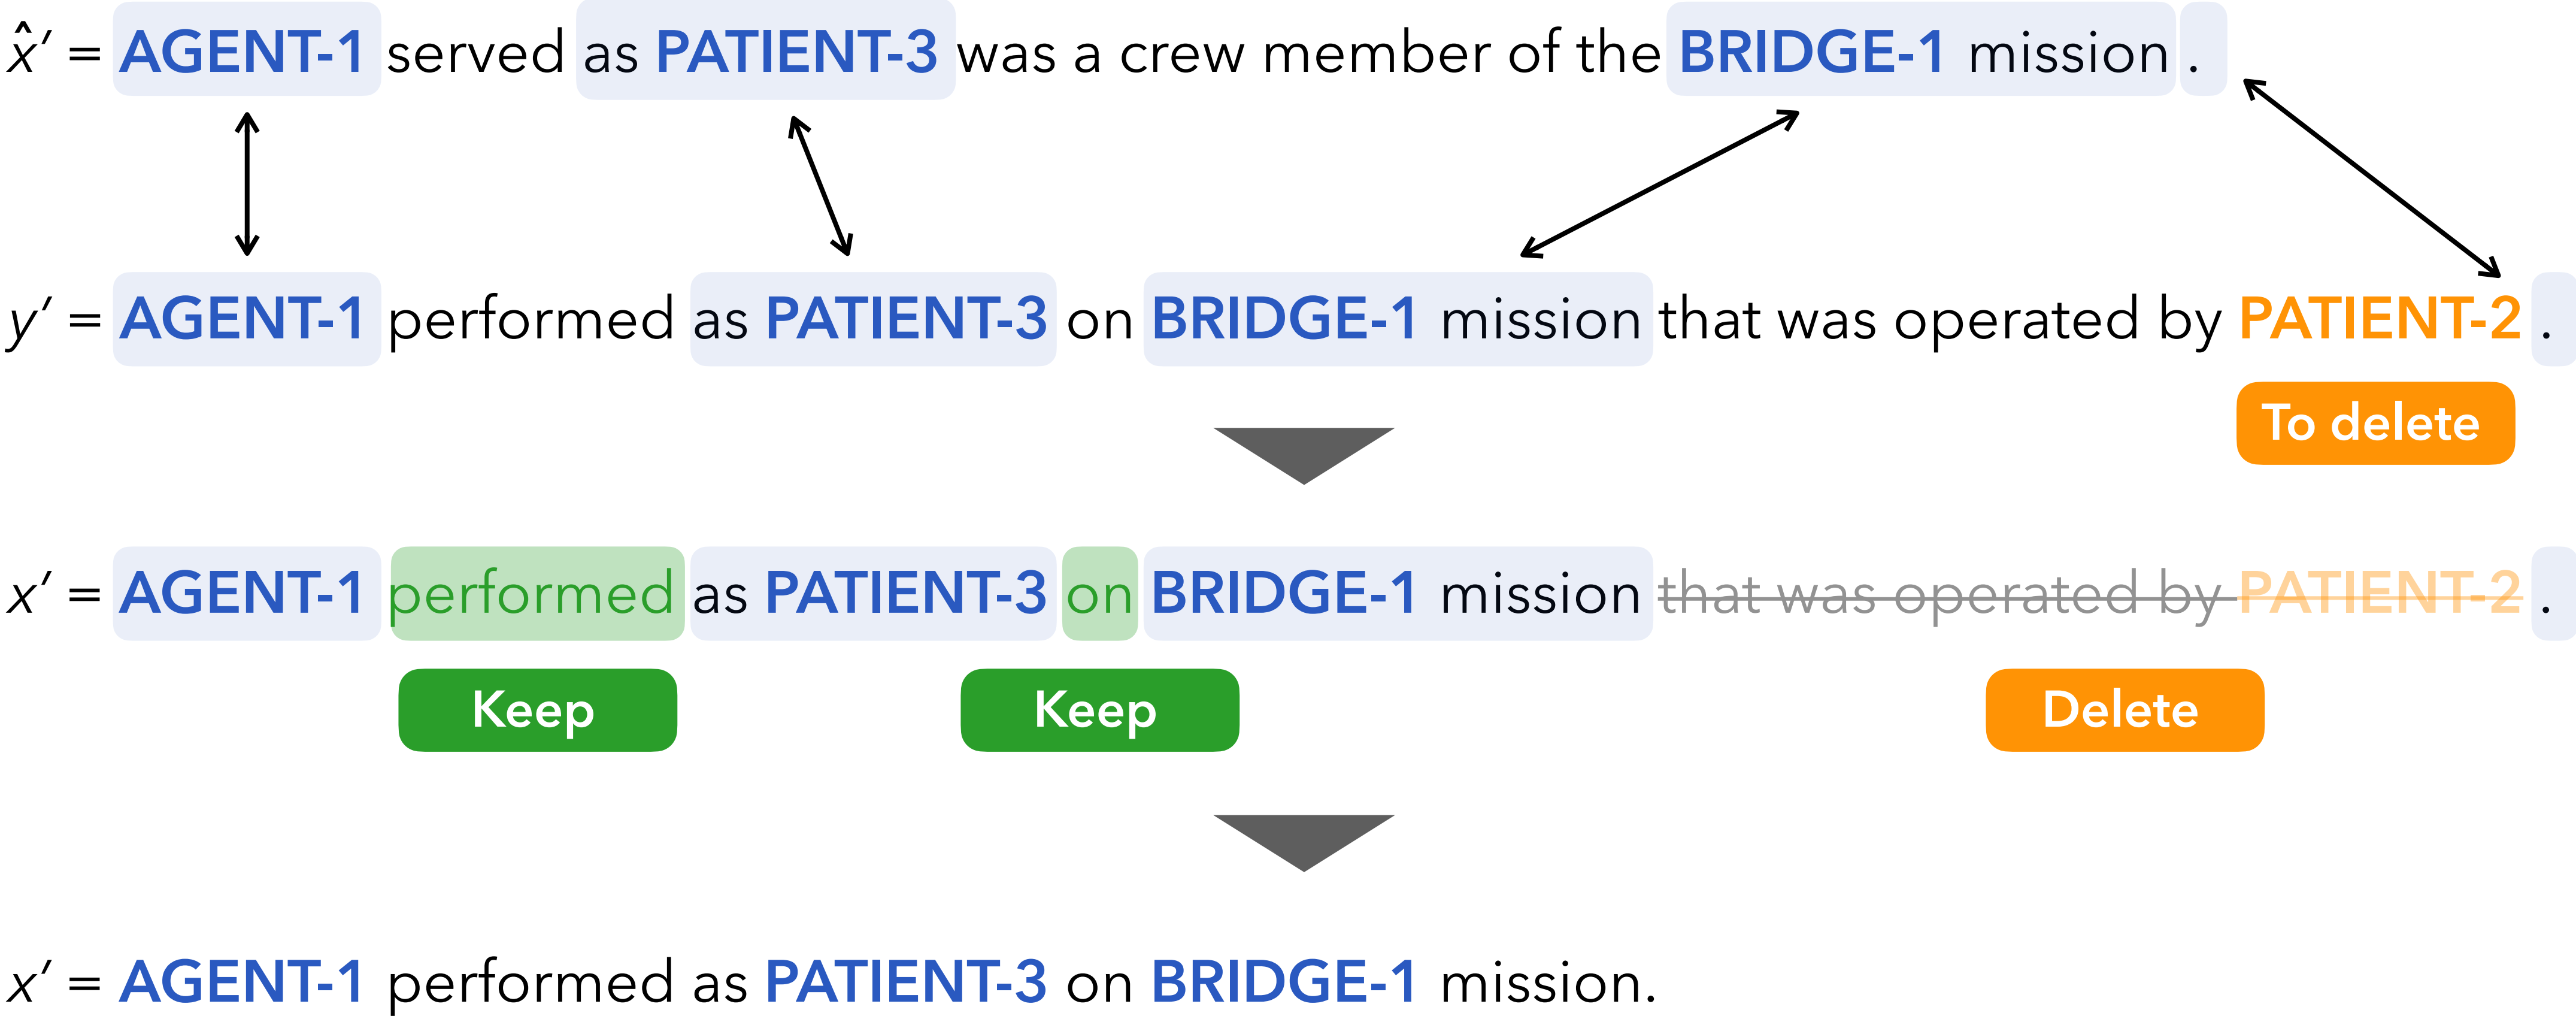 x̂′ = AGENT-1 served as PATIENT-3 was a crew member of the BRIDGE-1 mission .
y′ = AGENT-1 performed as PATIENT-3 on BRIDGE-1 mission that was operated by PATIENT-2 .
To delete
x′ = AGENT-1 performed as PATIENT-3 on BRIDGE-1 mission that was operated by PATIENT-2 .
Keep Keep Delete
x′ = AGENT-1 performed as PATIENT-3 on BRIDGE-1 mission.